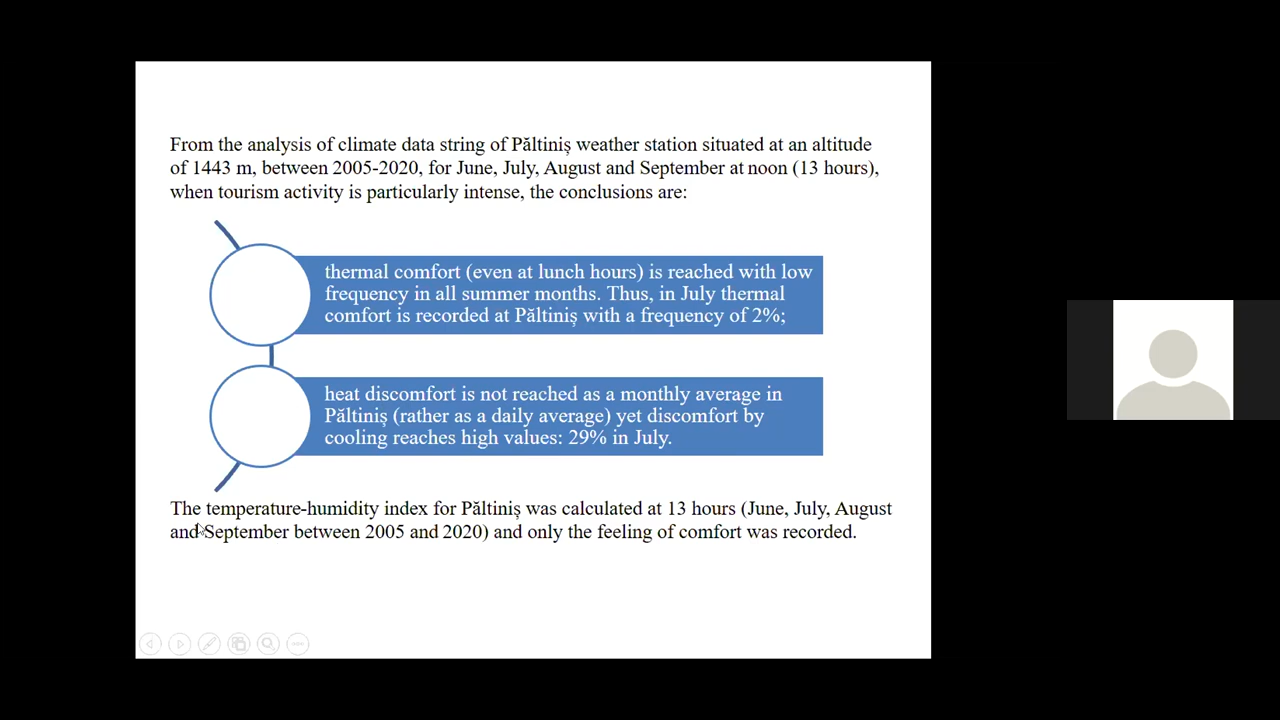 From the analysis of climate data string of Păltiniș weather station situated at an altitude
of 1443 m, between 2005-2020, for June, July, August and September at noon (13 hours),
when tourism activity is particularly intense, the conclusions are:
thermal comfort (even at lunch hours) is reached with low
frequency in all summer months. Thus, in July thermal
comfort is recorded at Păltiniş with a frequency of 2%;
heat discomfort is not reached as a monthly average in
Păltiniş (rather as a daily average) yet discomfort by
cooling reaches high values: 29% in July.
The temperature-humidity index for Păltiniș was calculated at 13 hours (June, July, August
and September between 2005 and 2020) and only the feeling of comfort was recorded.